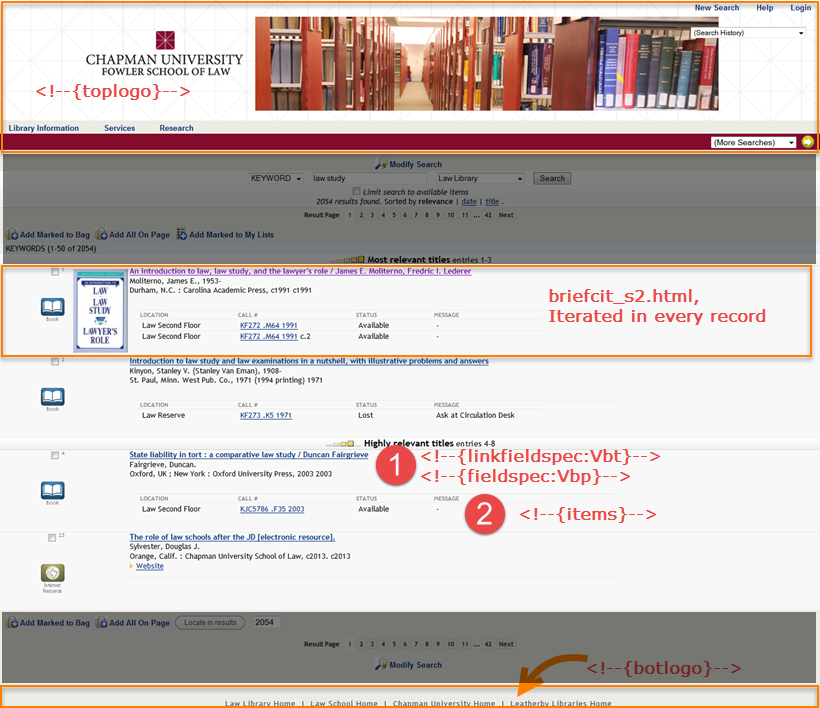 New Search Help Login
(Search History)
CHAPMAN UNIVERSITY
FOWLER SCHOOL OF LAW
<!--{toplogo}-->
Library Information Services Research
(More Searches)
Modify Search
KEYWORD law study Law Library Search
Limit search to available items
2054 results found. Sorted by relevance | date | title .
Result Page 1 2 3 4 5 6 7 8 9 10 11 ... 42 Next
Add Marked to Bag Add All On Page Add Marked to My Lists
KEYWORDS (1-50 of 2054)
Most relevant titles entries 1-3
1
An introduction to law, law study, and the lawyer's role / James E. Moliterno, Fredric I. Lederer
Moliterno, James E., 1953-
Durham, N.C. : Carolina Academic Press, c1991 c1991
Book
LAW
LAW
STUDY
LAWYER'S
ROLE
briefcit_s2.html,
Iterated in every record
LOCATION CALL # STATUS MESSAGE
Law Second Floor KF272 .M64 1991 Available -
Law Second Floor KF272 .M64 1991 c.2 Available -
Introduction to law study and law examinations in a nutshell, with illustrative problems and answers
Kinyon, Stanley V. (Stanley Van Eman), 1908-
St. Paul, Minn. West Pub. Co., 1971 (1994 printing) 1971
Book
LOCATION CALL # STATUS MESSAGE
Law Reserve KF273 .K5 1971 Lost Ask at Circulation Desk
Highly relevant titles entries 4-8
4
State liability in tort : a comparative law study / Duncan Fairgrieve
Fairgrieve, Duncan.
Oxford, UK ; New York : Oxford University Press, 2003 2003
1
<!--{linkfieldspec:Vbt}-->
<!--{fieldspec:Vbp}-->
Book
LOCATION CALL # STATUS MESSAGE
Law Second Floor KJC5786 .F35 2003 Available -
2
<!--{items}-->
23
The role of law schools after the JD [electronic resource].
Sylvester, Douglas J.
Orange, Calif. : Chapman University School of Law, c2013. c2013
Website
Internet
Resource
Add Marked to Bag Add All On Page Locate in results 2054
Result Page 1 2 3 4 5 6 7 8 9 10 11 ... 42 Next
Modify Search
<!--{botlogo}-->
Law Library Home | Law School Home | Chapman University Home | Leatherby Libraries Home